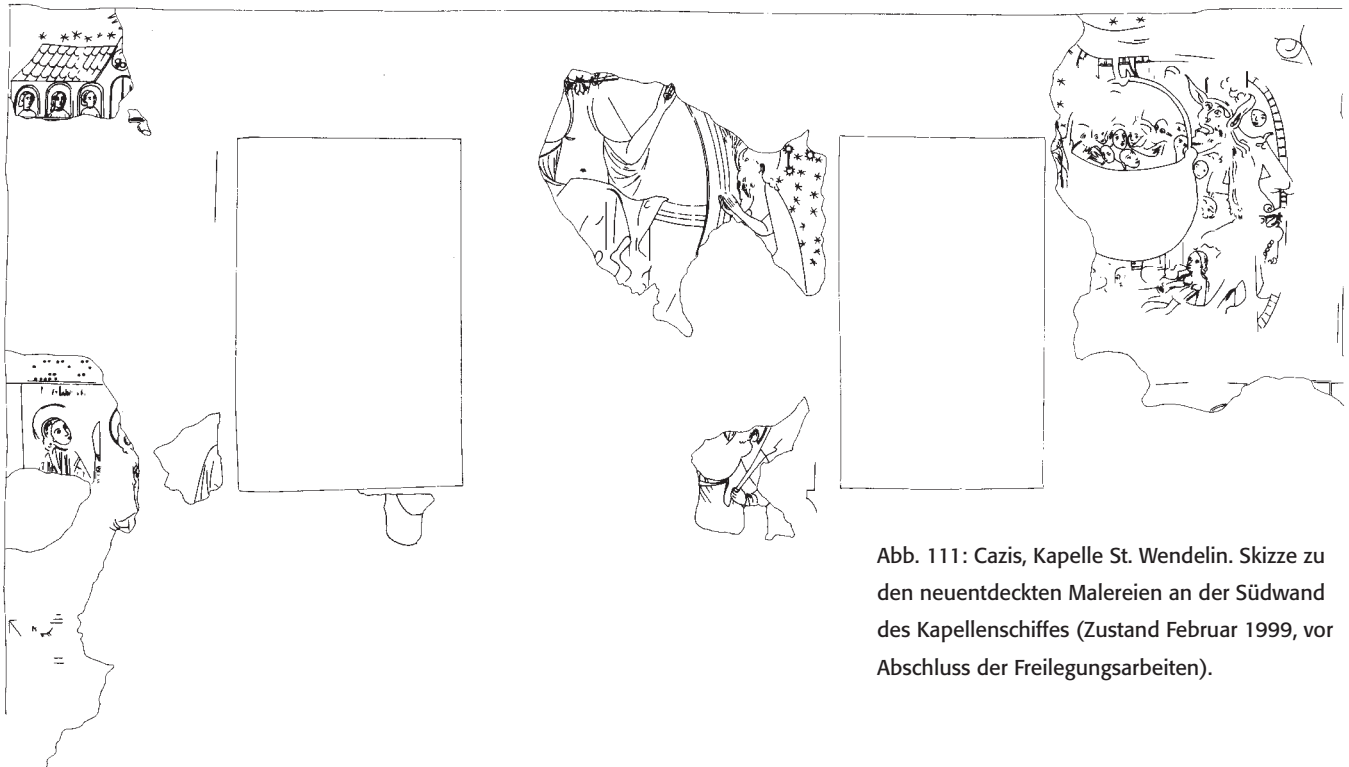 Abb. 111: Cazis, Kapelle St. Wendelin. Skizze zu
den neuentdeckten Malereien an der Südwand
des Kapellenschiffes (Zustand Februar 1999, vor
Abschluss der Freilegungsarbeiten).